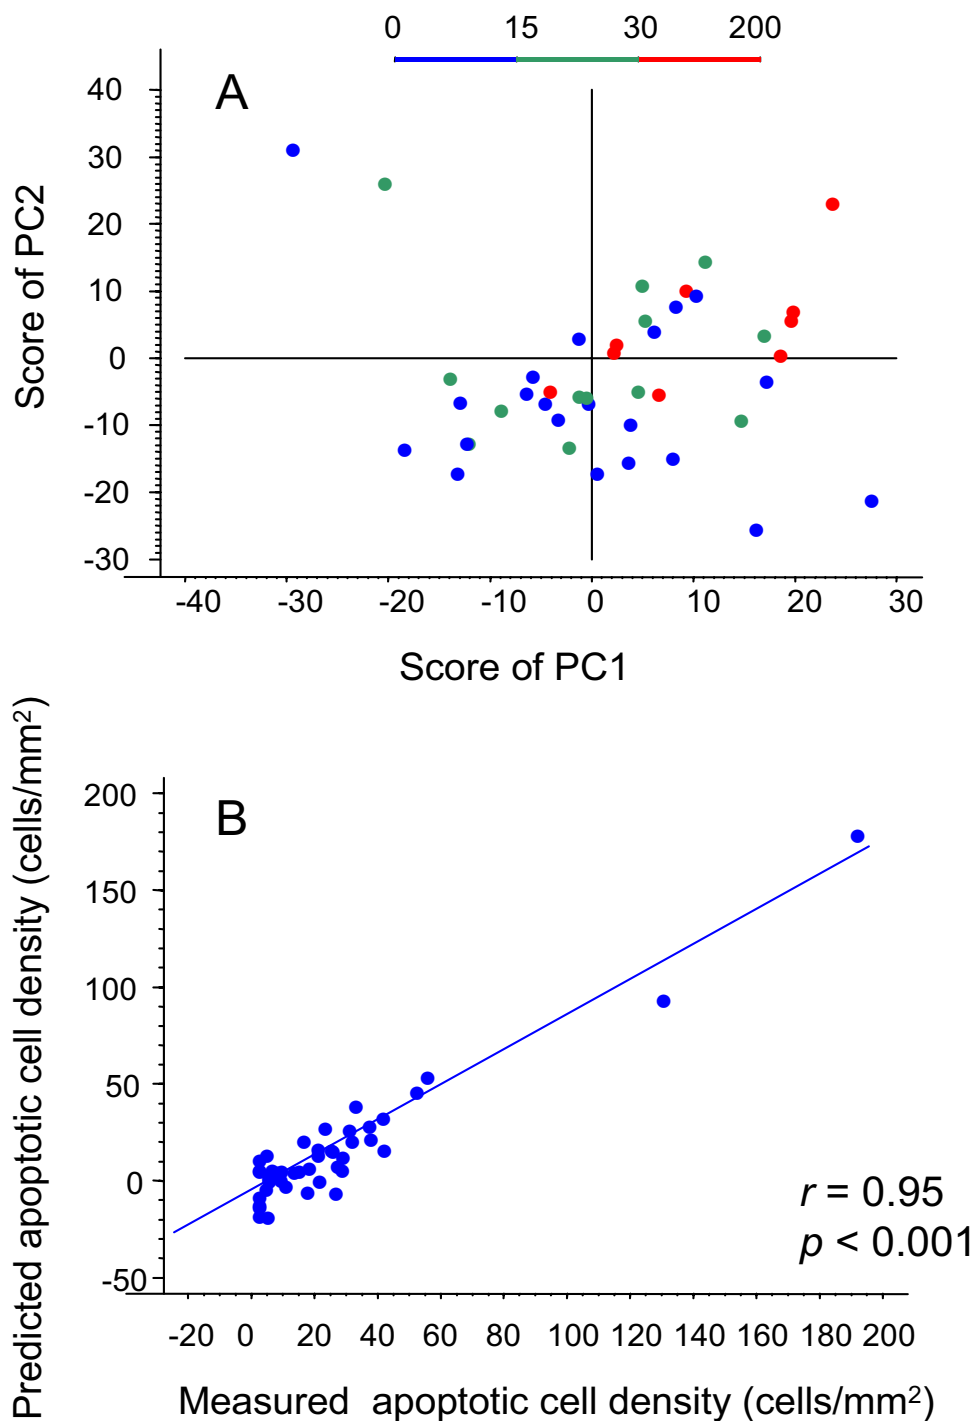 0 15 30 200
A
40
30
20
10
0
-10
-20
-30
Score of PC2
-40 -30 -20 -10 0 10 20 30
Score of PC1
B
200
150
100
50
0
-50
Predicted apoptotic cell density (cells/mm²)
r = 0.95
p < 0.001
-20 0 20 40 60 80 100 120 140 160 180 200
Measured apoptotic cell density (cells/mm²)